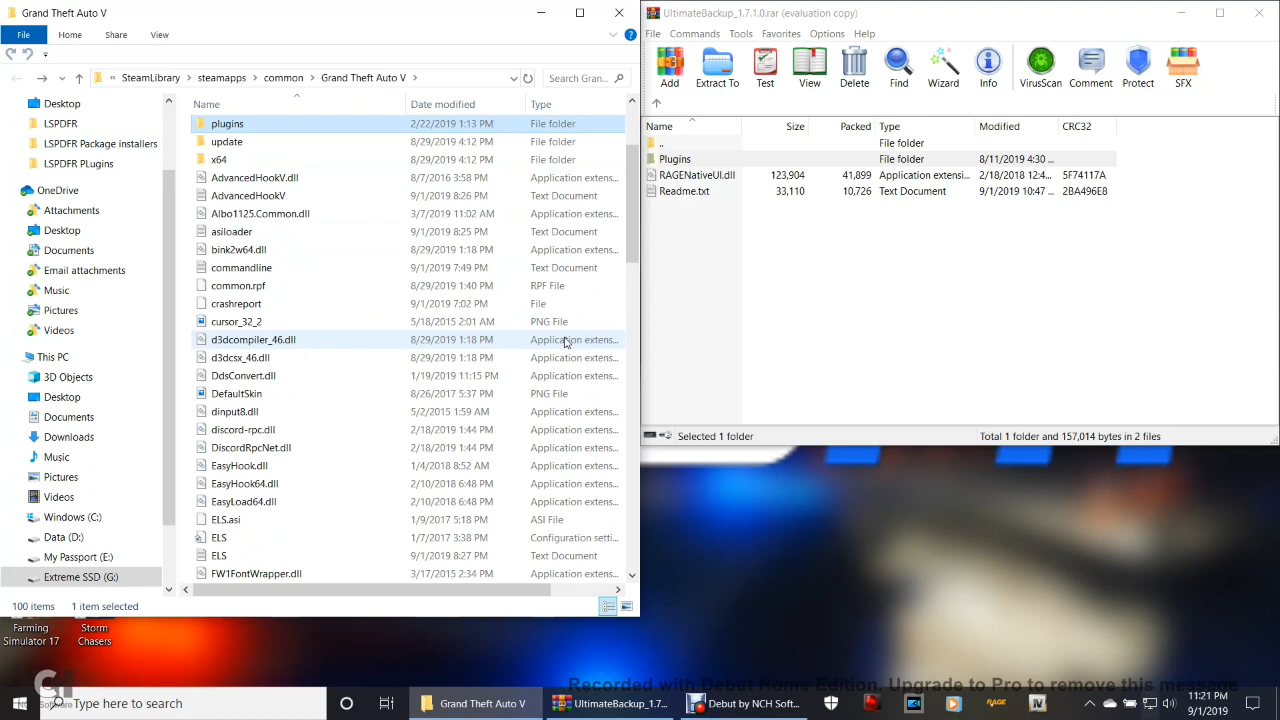 Grand Theft Auto V
File Home Share View
SteamLibrary steamapps common Grand Theft Auto V
Search Gran...
Desktop
LSPDFR
LSPDFR Package installers
LSPDFR PLugins
OneDrive
Attachments
Desktop
Documents
Email attachments
Music
Pictures
Videos
This PC
3D Objects
Desktop
Documents
Downloads
Music
Pictures
Videos
Windows (C:)
Data (D:)
My Passport (E:)
Extreme SSD (G:)
Name Date modified Type
plugins 2/22/2019 1:13 PM File folder
update 8/29/2019 4:12 PM File folder
x64 8/29/2019 4:12 PM File folder
AdvancedHookV.dll 8/7/2016 3:58 PM Application extens...
AdvancedHookV 9/1/2019 8:26 PM Text Document
Albo1125.Common.dll 3/7/2019 11:02 AM Application extens...
asiloader 9/1/2019 8:25 PM Text Document
bink2w64.dll 8/29/2019 1:18 PM Application extens...
commandline 9/1/2019 7:49 PM Text Document
common.rpf 8/29/2019 1:40 PM RPF File
crashreport 9/1/2019 7:02 PM File
cursor_32_2 5/18/2015 2:01 AM PNG File
d3dcompiler_46.dll 8/29/2019 1:18 PM Application extens...
d3dcsx_46.dll 8/29/2019 1:18 PM Application extens...
DdsConvert.dll 1/19/2019 11:15 PM Application extens...
DefaultSkin 8/26/2017 5:37 PM PNG File
dinput8.dll 5/2/2015 1:59 AM Application extens...
discord-rpc.dll 2/18/2019 1:44 PM Application extens...
DiscordRpcNet.dll 2/18/2019 1:44 PM Application extens...
EasyHook.dll 1/4/2018 8:52 AM Application extens...
EasyHook64.dll 2/10/2018 6:48 PM Application extens...
EasyLoad64.dll 2/10/2018 6:48 PM Application extens...
ELS.asi 1/9/2017 5:18 PM ASI File
ELS 1/7/2017 3:38 PM Configuration setti...
ELS 9/1/2019 8:27 PM Text Document
FW1FontWrapper.dll 3/17/2015 2:34 PM Application extens...
100 items 1 item selected
UltimateBackup_1.7.1.0.rar (evaluation copy)
File Commands Tools Favorites Options Help
Add Extract To Test View Delete Find Wizard Info VirusScan Comment Protect SFX
Name Size Packed Type Modified CRC32
.. File folder
Plugins File folder 8/11/2019 4:30 ...
RAGENativeUI.dll 123,904 41,899 Application extensi... 2/18/2018 12:4... 5F74117A
Readme.txt 33,110 10,726 Text Document 9/1/2019 10:47 ... 2BA496E8
Selected 1 folder Total 1 folder and 157,014 bytes in 2 files
Farming Simulator 17
Storm Chasers
Recorded with Debut Home Edition. Upgrade to Pro to remove this message
Type here to search
Grand Theft Auto V
UltimateBackup_1.7...
Debut by NCH Soft...
RAGE
IV
11:21 PM
9/1/2019